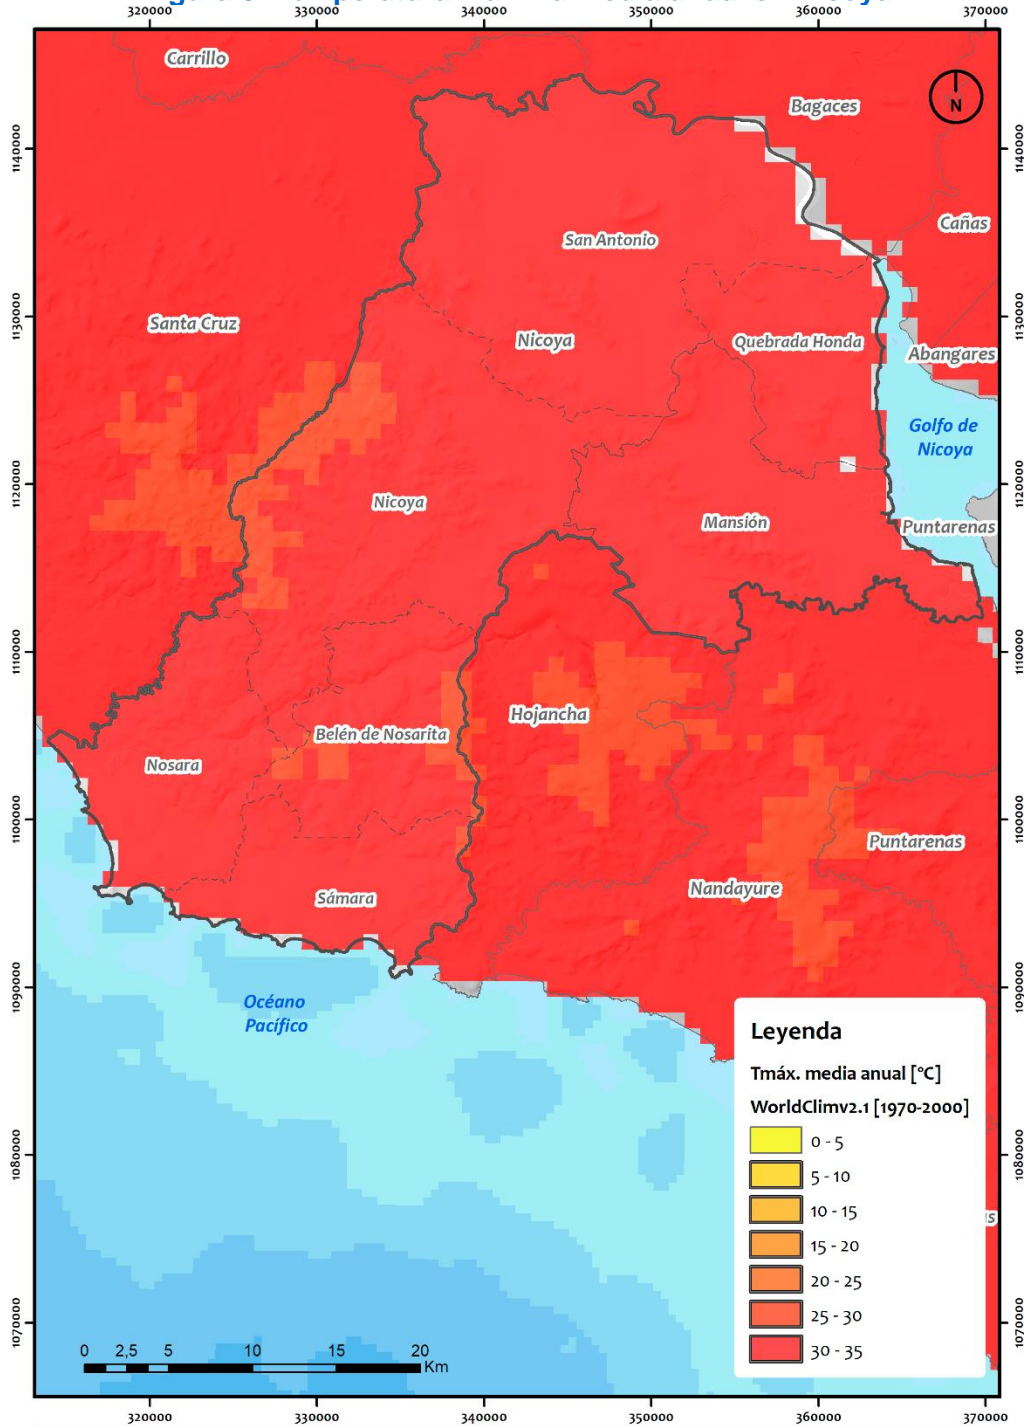 320000 330000 340000 350000 360000 370000
Carrillo
Bagaces
N
1140000 1140000
Cañas
San Antonio
1130000 1130000
Santa Cruz
Nicoya
Quebrada Honda
Abangares
Golfo de
Nicoya
1120000 1120000
Nicoya
Mansión
Puntarenas
1110000 1110000
Hojancha
Belén de Nosarita
Nosara
1100000 1100000
Puntarenas
Nandayure
Sámara
1090000 1090000
Océano
Pacífico
Leyenda
Tmáx. media anual [°C]
WorldClimv2.1 [1970-2000]
0 - 5
5 - 10
10 - 15
15 - 20
20 - 25
25 - 30
30 - 35
1080000 1080000
1070000 1070000
0 2,5 5 10 15 20
Km
320000 330000 340000 350000 360000 370000